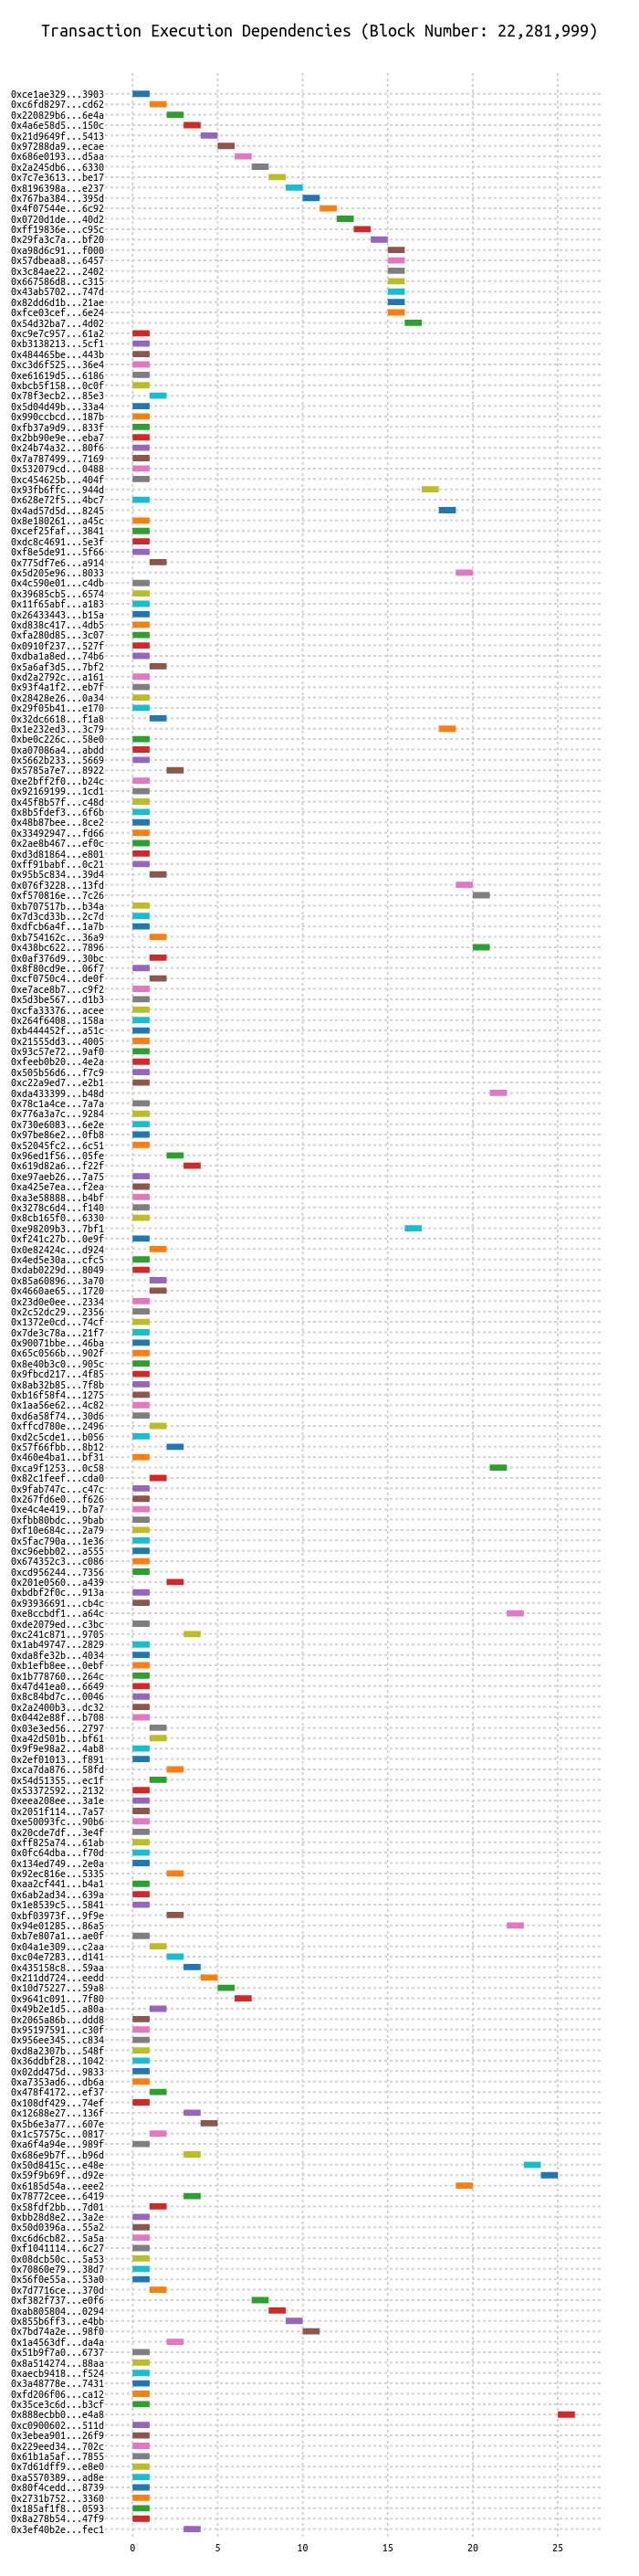 Transaction Execution Dependencies (Block Number: 22,281,999)
0xce1ae329...3903
0xc6fd8297...cd62
0x220829b6...6e4a
0x4a6e58d5...150c
0x21d9649f...5413
0x97288da9...ecae
0x686e0193...d5aa
0x2a245db6...6330
0x7c7e3613...be17
0x8196398a...e237
0x767ba384...395d
0x4f07544e...6c92
0x0720d1de...40d2
0xff19836e...c95c
0x29fa3c7a...bf20
0xa98d6c91...f000
0x57dbeaa8...6457
0x3c84ae22...2402
0x667586d8...c315
0x43ab5702...747d
0x82dd6d1b...21ae
0xfce03cef...6e24
0x54d32ba7...4d02
0xc9e7c957...61a2
0xb3138213...5cf1
0x484465be...443b
0xc3d6f525...36e4
0xe61619d5...6186
0xbcb5f158...0c0f
0x78f3ecb2...85e3
0x5d04d49b...33a4
0x990ccbcd...187b
0xfb37a9d9...833f
0x2bb90e9e...eba7
0x24b74a32...80f6
0x7a787499...7169
0x532079cd...0488
0xc454625b...404f
0x93fb6ffc...944d
0x628e72f5...4bc7
0x4ad57d5d...8245
0x8e180261...a45c
0xcef25faf...3841
0xdc8c4691...5e3f
0xf8e5de91...5f66
0x775df7e6...a914
0x5d205e96...8033
0x4c590e01...c4db
0x39685cb5...6574
0x11f65abf...a183
0x26433443...b15a
0xd838c417...4db5
0xfa280d85...3c07
0x0910f237...527f
0xdba1a8ed...74b6
0x5a6af3d5...7bf2
0xd2a2792c...a161
0x93f4a1f2...eb7f
0x28428e26...0a34
0x29f05b41...e170
0x32dc6618...f1a8
0x1e232ed3...3c79
0xbe0c226c...58e0
0xa07086a4...abdd
0x5662b233...5669
0x5785a7e7...8922
0xe2bff2f0...b24c
0x92169199...1cd1
0x45f8b57f...c48d
0x8b5fdef3...6f6b
0x48b87bee...8ce2
0x33492947...fd66
0x2ae8b467...ef0c
0xd3d81864...e801
0xff91babf...0c21
0x95b5c834...39d4
0x076f3228...13fd
0xf570816e...7c26
0xb707517b...b34a
0x7d3cd33b...2c7d
0xdfcb6a4f...1a7b
0xb754162c...36a9
0x438bc622...7896
0x0af376d9...30bc
0x8f80cd9e...06f7
0xcf0750c4...de0f
0xe7ace8b7...c9f2
0x5d3be567...d1b3
0xcfa33376...acee
0x264f6408...158a
0xb444452f...a51c
0x21555dd3...4005
0x93c57e72...9af0
0xfeeb0b20...4e2a
0x505b56d6...f7c9
0xc22a9ed7...e2b1
0xda433399...b48d
0x78c1a4ce...7a7a
0x776a3a7c...9284
0x730e6083...6e2e
0x97be86e2...0fb8
0x52045fc2...6c51
0x96ed1f56...05fe
0x619d82a6...f22f
0xe97aeb26...7a75
0xa425e7ea...f2ea
0xa3e58888...b4bf
0x3278c6d4...f140
0x8cb165f0...6330
0xe98209b3...7bf1
0xf241c27b...0e9f
0x0e82424c...d924
0x4ed5e30a...cfc5
0xdab0229d...8049
0x85a60896...3a70
0x4660ae65...1720
0x23d0e0ee...2334
0x2c52dc29...2356
0x1372e0cd...74cf
0x7de3c78a...21f7
0x90071bbe...46ba
0x65c0566b...902f
0x8e40b3c0...905c
0x9fbcd217...4f85
0x8ab32b85...7f8b
0xb16f58f4...1275
0x1aa56e62...4c82
0xd6a58f74...30d6
0xffcd780e...2496
0xd2c5cde1...b056
0x57f66fbb...8b12
0x460e4ba1...bf31
0xca9f1253...0c58
0x82c1feef...cda0
0x9fab747c...c47c
0x267fd6e0...f626
0xe4c4e419...b7a7
0xfbb80bdc...9bab
0xf10e684c...2a79
0x5fac790a...1e36
0xc96ebb02...a555
0x674352c3...c086
0xcd956244...7356
0x201e0560...a439
0xbdbf2f0c...913a
0x93936691...cb4c
0xe8ccbdf1...a64c
0xde2079ed...c3bc
0xc241c871...9705
0x1ab49747...2829
0xda8fe32b...4034
0xb1efb8ee...0ebf
0x1b778760...264c
0x47d41ea0...6649
0x8c84bd7c...0046
0x2a2400b3...dc32
0x0442e88f...b708
0x03e3ed56...2797
0xa42d501b...bf61
0x9f9e98a2...4ab8
0x2ef01013...f891
0xca7da876...58fd
0x54d51355...ec1f
0x53372592...2132
0xeea208ee...3a1e
0x2051f114...7a57
0xe50093fc...90b6
0x20cde7df...3e4f
0xff825a74...61ab
0x0fc64dba...f70d
0x134ed749...2e0a
0x92ec816e...5335
0xaa2cf441...b4a1
0x6ab2ad34...639a
0x1e8539c5...5841
0xbf03973f...9f9e
0x94e01285...86a5
0xb7e807a1...ae0f
0x04a1e309...c2aa
0xc04e7283...d141
0x435158c8...59aa
0x211dd724...eedd
0x10d75227...59a8
0x9641c091...7f80
0x49b2e1d5...a80a
0x2065a86b...ddd8
0x95197591...c30f
0x956ee345...c834
0xd8a2307b...548f
0x36ddbf28...1042
0x02dd475d...9833
0xa7353ad6...db6a
0x478f4172...ef37
0x108df429...74ef
0x12688e27...136f
0x5b6e3a77...607e
0x1c57575c...0817
0xa6f4a94e...989f
0x686e9b7f...b96d
0x50d8415c...e48e
0x59f9b69f...d92e
0x6185d54a...eee2
0x78772cee...6419
0x58fdf2bb...7d01
0xbb28d8e2...3a2e
0x50d0396a...55a2
0xc6d6cb82...5a5a
0xf1041114...6c27
0x08dcb50c...5a53
0x70860e79...38d7
0x56f0e55a...53a0
0x7d7716ce...370d
0xf382f737...e0f6
0xab805804...0294
0x855b6ff3...e4bb
0x7bd74a2e...98f0
0x1a4563df...da4a
0x51b9f7a0...6737
0x8a514274...88aa
0xaecb9418...f524
0x3a48778e...7431
0xfd206f06...ca12
0x35ce3c6d...b3cf
0x888ecbb0...e4a8
0xc0900602...511d
0x3ebea901...26f9
0x229eed34...702c
0x61b1a5af...7855
0x7d61dff9...e8e0
0xa5570389...ad8e
0x80f4cedd...8739
0x2731b752...3360
0x185af1f8...0593
0x8a278b54...47f9
0x3ef40b2e...fec1
0 5 10 15 20 25